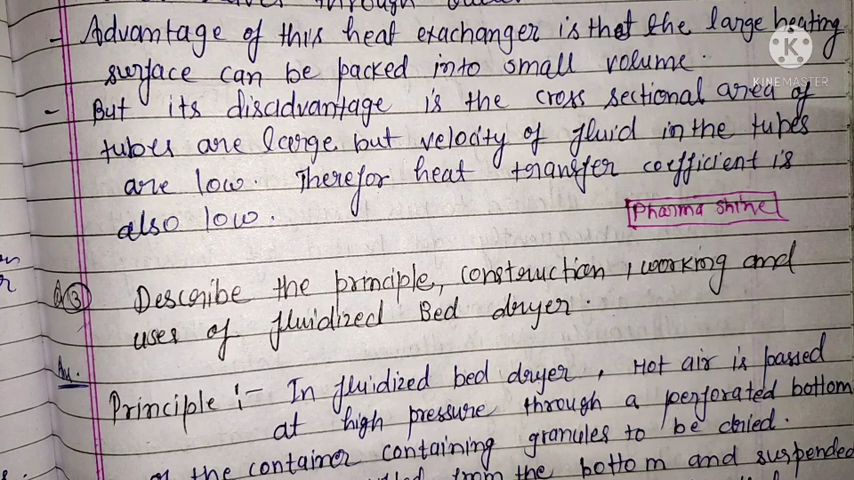 - Advantage of this heat exachanger is that the large heating
surface can be packed into small volume.
- But its disadvantage is the cross sectional area of
tubes are large but velocity of fluid in the tubes
are low. Therefor heat transfer coefficient is
also low.
Pharma shine
K
KINEMASTER
Q(3) Describe the principle, construction, working and
uses of fluidized Bed dryer.
Ans.
Principle :- In fluidized bed dryer, Hot air is passed
at high pressure through a perforated bottom
of the container containing granules to be dried.
from the bottom and suspended